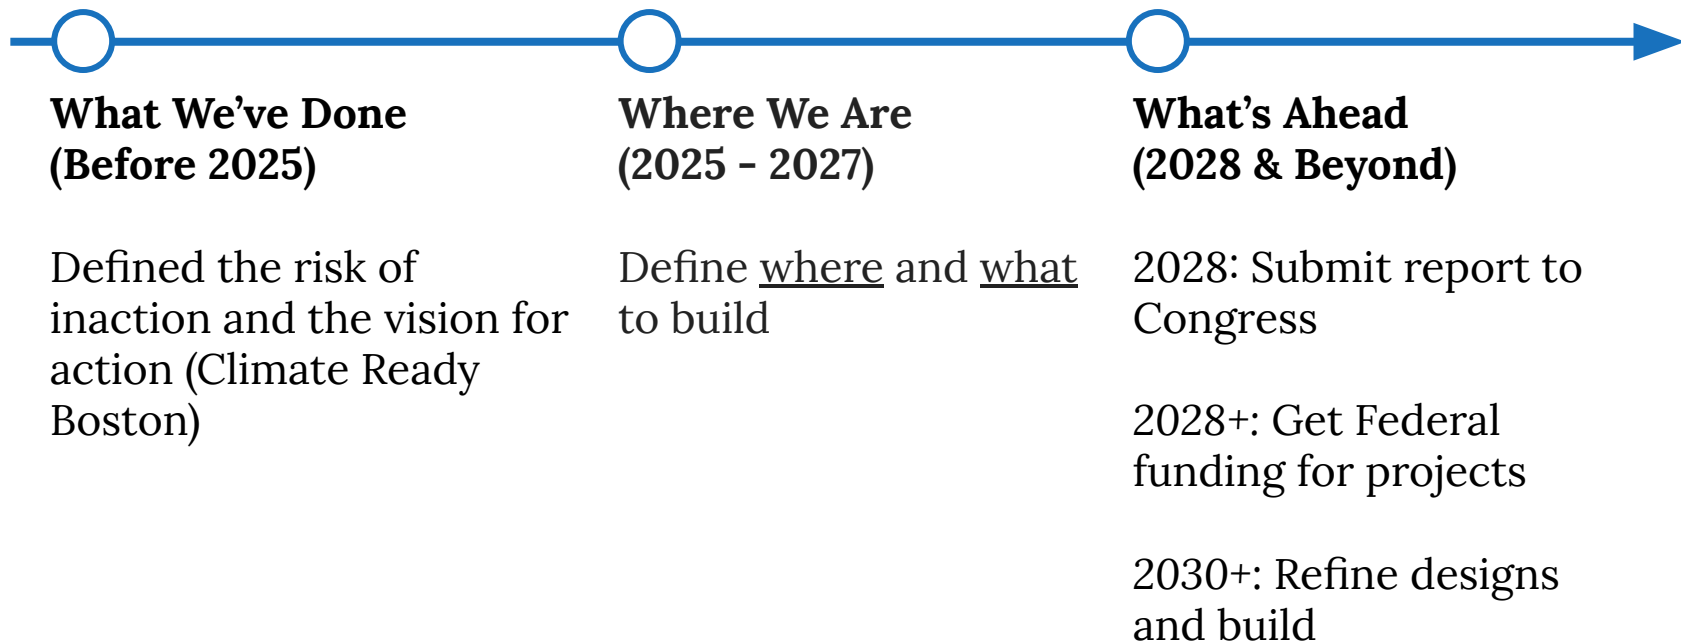 What We’ve Done
(Before 2025)
Defined the risk of
inaction and the vision for
action (Climate Ready
Boston)
Where We Are
(2025 - 2027)
Define where and what
to build
What’s Ahead
(2028 & Beyond)
2028: Submit report to
Congress
2028+: Get Federal
funding for projects
2030+: Refine designs
and build